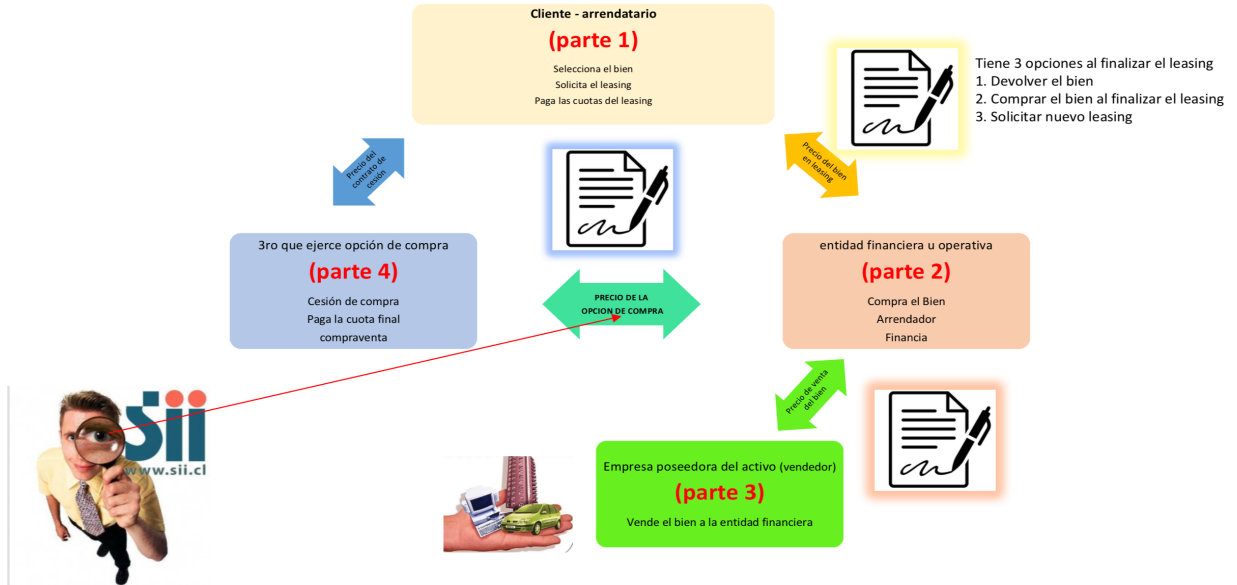 Cliente - arrendatario
(parte 1)
Selecciona el bien
Solicita el leasing
Paga las cuotas del leasing
Tiene 3 opciones al finalizar el leasing
1. Devolver el bien
2. Comprar el bien al finalizar el leasing
3. Solicitar nuevo leasing
Precio del
contrato de
cesión
Precio del bien
en leasing
3ro que ejerce opción de compra
(parte 4)
Cesión de compra
Paga la cuota final
compraventa
PRECIO DE LA
OPCION DE COMPRA
entidad financiera u operativa
(parte 2)
Compra el Bien
Arrendador
Financia
Precio de venta
del bien
Empresa poseedora del activo (vendedor)
(parte 3)
Vende el bien a la entidad financiera
sii
www.sii.cl